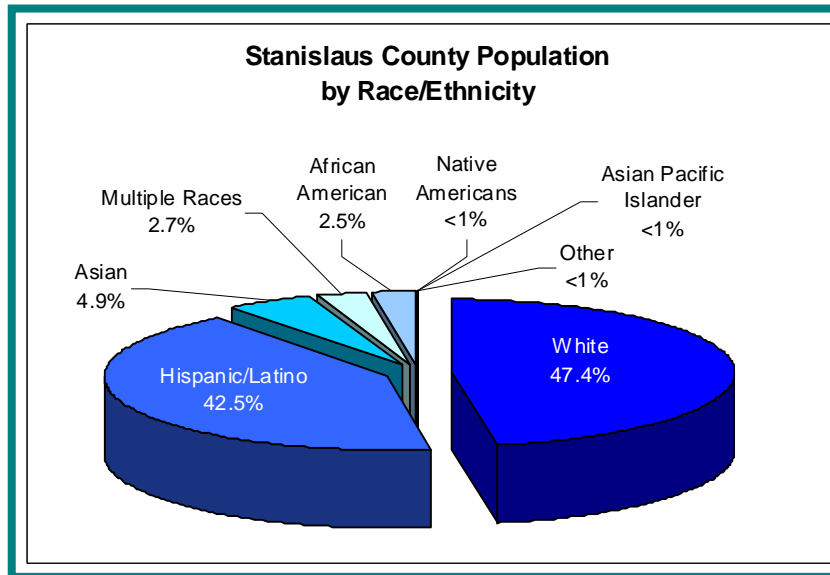 Stanislaus County Population
by Race/Ethnicity
African
American
2.5%
Native
Americans
<1%
Asian Pacific
Islander
<1%
Multiple Races
2.7%
Other
<1%
Asian
4.9%
White
47.4%
Hispanic/Latino
42.5%